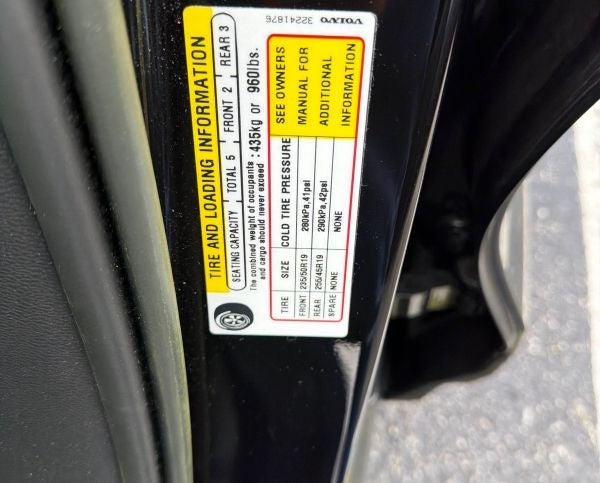 TIRE AND LOADING INFORMATION
SEATING CAPACITY TOTAL 5 FRONT 2 REAR 3
The combined weight of occupants
and cargo should never exceed : 435kg or 960lbs.
TIRE SIZE COLD TIRE PRESSURE
FRONT 235/50R19 280kPa,41psi
REAR 255/45R19 290kPa,42psi
SPARE NONE NONE
SEE OWNERS
MANUAL FOR
ADDITIONAL
INFORMATION
VOLVO 32241876